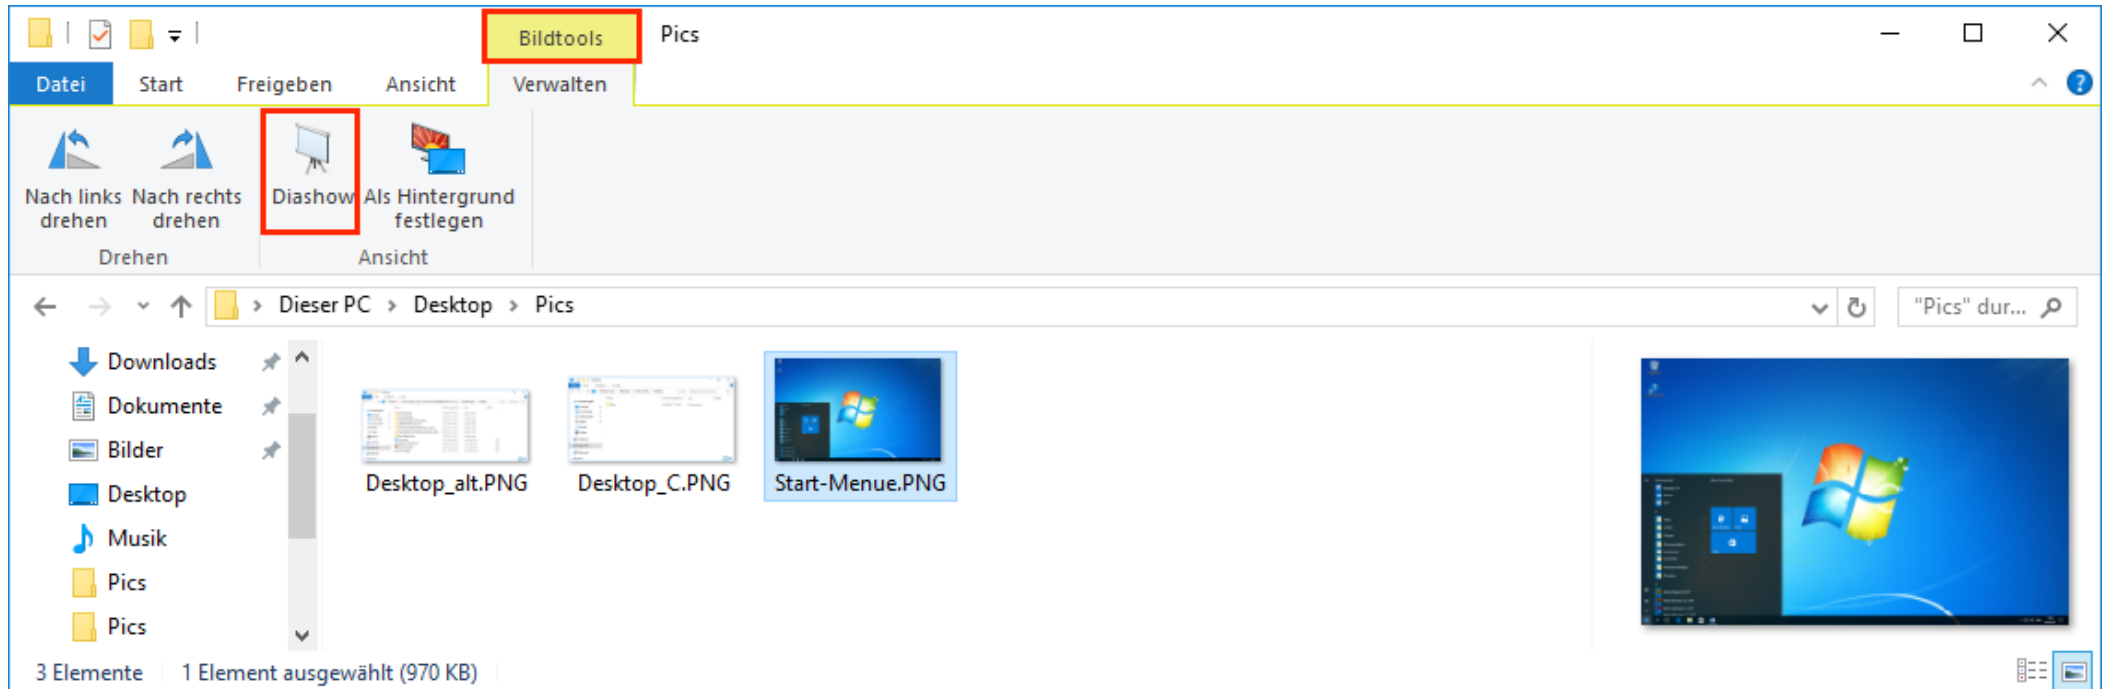 Bildtools
Pics
Datei
Start
Freigeben
Ansicht
Verwalten
Nach links drehen
Nach rechts drehen
Diashow
Als Hintergrund festlegen
Drehen
Ansicht
Dieser PC > Desktop > Pics
"Pics" dur...
Downloads
Dokumente
Bilder
Desktop
Musik
Pics
Pics
Desktop_alt.PNG
Desktop_C.PNG
Start-Menue.PNG
3 Elemente
1 Element ausgewählt (970 KB)